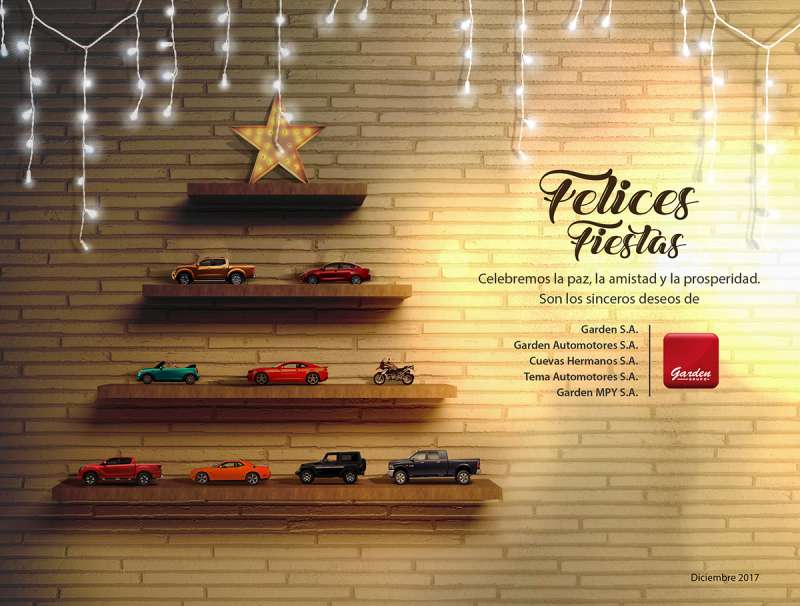 Felices
Fiestas
Celebremos la paz, la amistad y la prosperidad.
Son los sinceros deseos de
Garden S.A.
Garden Automotores S.A.
Cuevas Hermanos S.A.
Tema Automotores S.A.
Garden MPY S.A.
Garden
GRUPO
Diciembre 2017